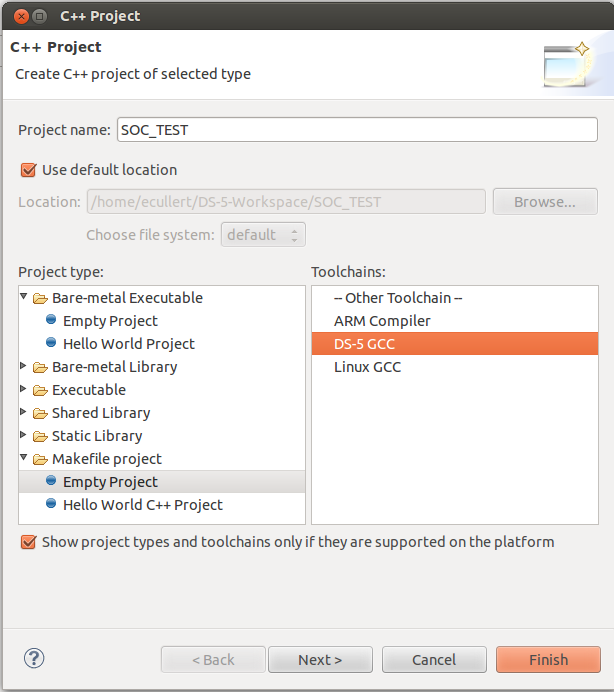 C++ Project
C++ Project
Create C++ project of selected type
Project name: SOC_TEST
Use default location
Location: /home/ecullert/DS-5-Workspace/SOC_TEST Browse...
Choose file system: default
Project type:
Bare-metal Executable
Empty Project
Hello World Project
Bare-metal Library
Executable
Shared Library
Static Library
Makefile project
Empty Project
Hello World C++ Project
Toolchains:
-- Other Toolchain --
ARM Compiler
DS-5 GCC
Linux GCC
Show project types and toolchains only if they are supported on the platform
? < Back Next > Cancel Finish